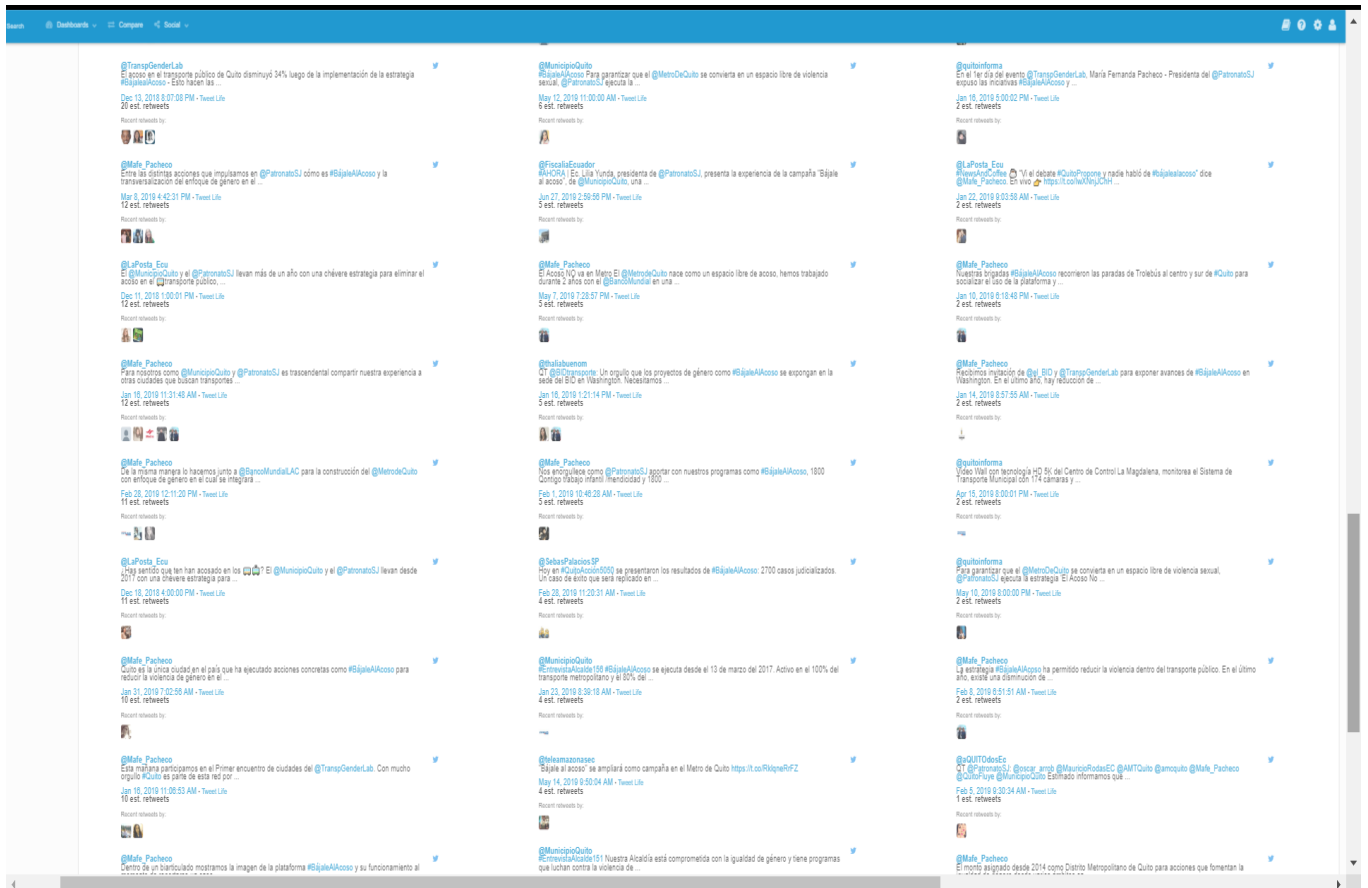 Search Dashboards Compare Social
@TranspGenderLab
El acoso en el transporte público de Quito disminuyó 34% luego de la implementación de la estrategia
#BájalealAcoso - Esto hacen las ...
Dec 13, 2018 8:07:08 PM - Tweet Life
20 est. retweets
Recent retweets by:
@Mafe_Pacheco
Entre las distintas acciones que impulsamos en @PatronatoSJ cómo es #BájaleAlAcoso y la
transversalización del enfoque de género en el ...
Mar 8, 2019 4:42:31 PM - Tweet Life
12 est. retweets
Recent retweets by:
@LaPosta_Ecu
El @MunicipioQuito y el @PatronatoSJ llevan más de un año con una chévere estrategia para eliminar el
acoso en el transporte público, ...
Dec 11, 2018 1:00:01 PM - Tweet Life
12 est. retweets
Recent retweets by:
@Mafe_Pacheco
Para nosotros como @MunicipioQuito y @PatronatoSJ es trascendental compartir nuestra experiencia a
otras ciudades que buscan transportes ...
Jan 16, 2019 11:31:48 AM - Tweet Life
12 est. retweets
Recent retweets by:
@Mafe_Pacheco
De la misma manera lo hacemos junto a @BancoMundialLAC para la construcción del @MetrodeQuito
con enfoque de género en el cual se integrará ...
Feb 28, 2019 12:11:20 PM - Tweet Life
11 est. retweets
Recent retweets by:
@LaPosta_Ecu
¿Has sentido que ten han acosado en los ? El @MunicipioQuito y el @PatronatoSJ llevan desde
2017 con una chévere estrategia para ...
Dec 18, 2018 4:00:00 PM - Tweet Life
11 est. retweets
Recent retweets by:
@Mafe_Pacheco
Quito es la única ciudad en el país que ha ejecutado acciones concretas como #BájaleAlAcoso para
reducir la violencia de género en el ...
Jan 31, 2019 7:02:56 AM - Tweet Life
10 est. retweets
Recent retweets by:
@Mafe_Pacheco
Esta mañana participamos en el Primer encuentro de ciudades del @TranspGenderLab. Con mucho
orgullo #Quito es parte de esta red por ...
Jan 16, 2019 11:06:53 AM - Tweet Life
10 est. retweets
Recent retweets by:
@Mafe_Pacheco
Dentro de un biarticulado mostramos la imagen de la plataforma #BájaleAlAcoso y su funcionamiento al
@MunicipioQuito
#BájaleAlAcoso Para garantizar que el @MetroDeQuito se convierta en un espacio libre de violencia
sexual, @PatronatoSJ ejecuta la ...
May 12, 2019 11:00:00 AM - Tweet Life
6 est. retweets
Recent retweets by:
@FiscaliaEcuador
#AHORA | Ec. Lilia Yunda, presidenta de @PatronatoSJ, presenta la experiencia de la campaña "Bájale
al acoso", de @MunicipioQuito, una ...
Jun 27, 2019 2:59:56 PM - Tweet Life
5 est. retweets
Recent retweets by:
@Mafe_Pacheco
El Acoso NO va en Metro El @MetrodeQuito nace como un espacio libre de acoso, hemos trabajado
durante 2 años con el @BancoMundial en una ...
May 7, 2019 7:28:57 PM - Tweet Life
5 est. retweets
Recent retweets by:
@thaliabuenom
QT @BIDtransporte: Un orgullo que los proyectos de género como #BájaleAlAcoso se expongan en la
sede del BID en Washington. Necesitamos ...
Jan 16, 2019 1:21:14 PM - Tweet Life
5 est. retweets
Recent retweets by:
@Mafe_Pacheco
Nos enorgullece como @PatronatoSJ aportar con nuestros programas como #BájaleAlAcoso, 1800
Qontigo trabajo infantil /mendicidad y 1800 ...
Feb 1, 2019 10:46:28 AM - Tweet Life
5 est. retweets
Recent retweets by:
@SebasPalaciosSP
Hoy en #QuitoAcción5050 se presentaron los resultados de #BájaleAlAcoso: 2700 casos judicializados.
Un caso de éxito que será replicado en ...
Feb 28, 2019 11:20:31 AM - Tweet Life
4 est. retweets
Recent retweets by:
@MunicipioQuito
#EntrevistaAlcalde156 #BájaleAlAcoso se ejecuta desde el 13 de marzo del 2017. Activo en el 100% del
transporte metropolitano y el 80% del ...
Jan 23, 2019 8:39:18 AM - Tweet Life
4 est. retweets
Recent retweets by:
@teleamazonasec
"Bájale al acoso" se ampliará como campaña en el Metro de Quito https://t.co/RklqneRrFZ
May 14, 2019 9:50:04 AM - Tweet Life
4 est. retweets
Recent retweets by:
@MunicipioQuito
#EntrevistaAlcalde151 Nuestra Alcaldía está comprometida con la igualdad de género y tiene programas
que luchan contra la violencia de ...
@quitoinforma
En el 1er día del evento @TranspGenderLab, María Fernanda Pacheco - Presidenta del @PatronatoSJ
expuso las iniciativas #BájaleAlAcoso y ...
Jan 16, 2019 5:00:02 PM - Tweet Life
2 est. retweets
Recent retweets by:
@LaPosta_Ecu
#NewsAndCoffee "Vi el debate #QuitoPropone y nadie habló de #bájalealacoso" dice
@Mafe_Pacheco. En vivo
Jan 22, 2019 9:03:58 AM - Tweet Life
2 est. retweets
Recent retweets by:
@Mafe_Pacheco
Nuestras brigadas #BájaleAlAcoso recorrieron las paradas de Trolebús al centro y sur de #Quito para
socializar el uso de la plataforma y ...
Jan 10, 2019 6:18:48 PM - Tweet Life
2 est. retweets
Recent retweets by:
@Mafe_Pacheco
Recibimos invitación de @el_BID y @TranspGenderLab para exponer avances de #BájaleAlAcoso en
Washington. En el último año, hay reducción de ...
Jan 14, 2019 8:57:55 AM - Tweet Life
2 est. retweets
Recent retweets by:
@quitoinforma
Video Wall con tecnología HD 5K del Centro de Control La Magdalena, monitorea el Sistema de
Transporte Municipal con 174 cámaras y ...
Apr 15, 2019 8:00:01 PM - Tweet Life
2 est. retweets
Recent retweets by:
@quitoinforma
Para garantizar que el @MetroDeQuito se convierta en un espacio libre de violencia sexual,
@PatronatoSJ ejecuta la estrategia 'El Acoso No ...
May 10, 2019 8:00:00 PM - Tweet Life
2 est. retweets
Recent retweets by:
@Mafe_Pacheco
La estrategia #BájaleAlAcoso ha permitido reducir la violencia dentro del transporte público. En el último
año, existe una disminución de ...
Feb 8, 2019 6:51:51 AM - Tweet Life
2 est. retweets
Recent retweets by:
@aQUITOdosEc
QT @PatronatoSJ: @oscar_arrob @MauricioRodasEC @AMTQuito @amcquito @Mafe_Pacheco
@QuitoFluye @MunicipioQuito Estimado informamos que ...
Feb 5, 2019 9:30:34 AM - Tweet Life
1 est. retweets
Recent retweets by:
@Mafe_Pacheco
El monto asignado desde 2014 como Distrito Metropolitano de Quito para acciones que fomentan la